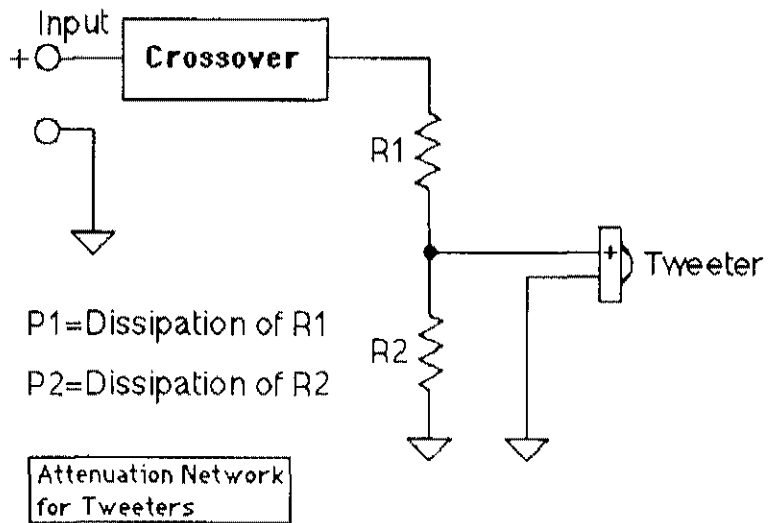 Input
+
Crossover
R1
+
Tweeter
P1=Dissipation of R1
R2
P2=Dissipation of R2
Attenuation Network
for Tweeters